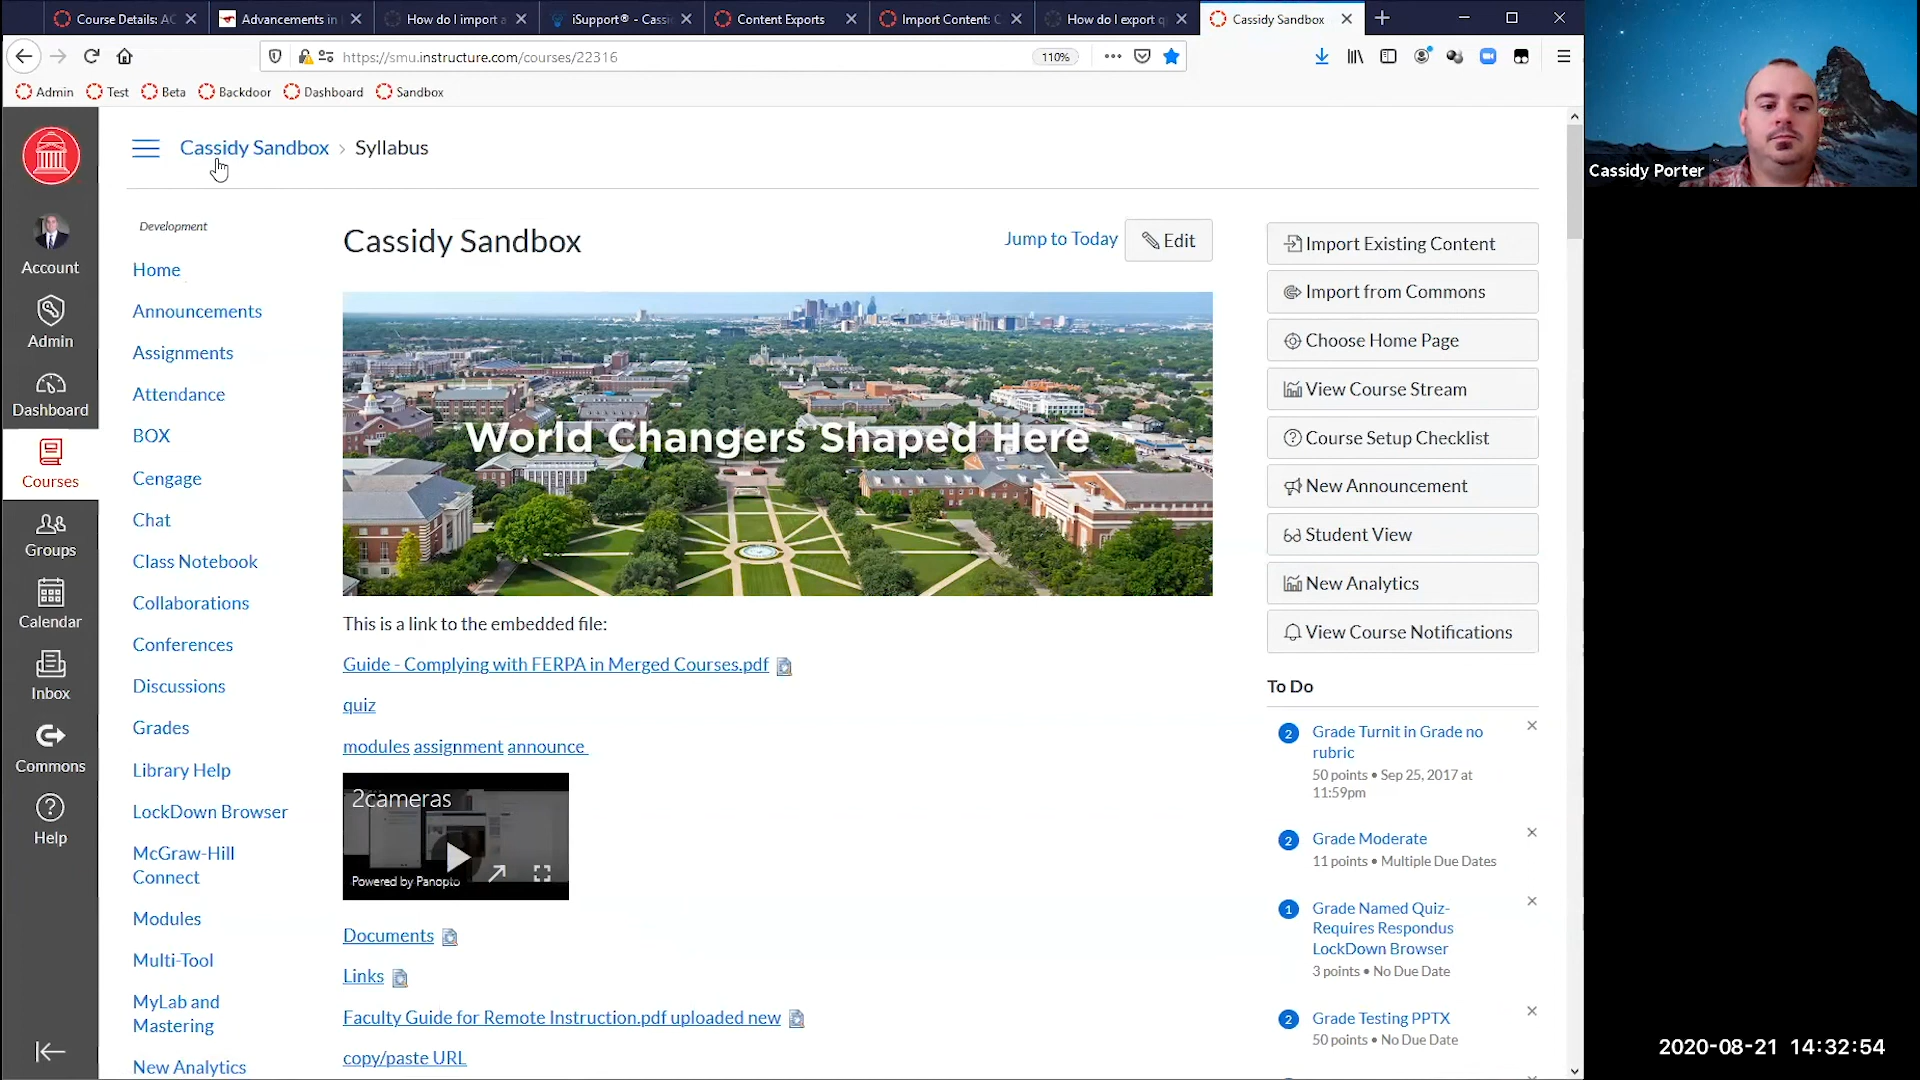 Course Details: AC
Advancements in
How do I import a
iSupport® - Cassi
Content Exports
Import Content: C
How do I export q
Cassidy Sandbox
https://smu.instructure.com/courses/22316
110%
Admin
Test
Beta
Backdoor
Dashboard
Sandbox
Cassidy Sandbox › Syllabus
Account
Admin
Dashboard
Courses
Groups
Calendar
Inbox
Commons
Help
Development
Home
Announcements
Assignments
Attendance
BOX
Cengage
Chat
Class Notebook
Collaborations
Conferences
Discussions
Grades
Library Help
LockDown Browser
McGraw-Hill
Connect
Modules
Multi-Tool
MyLab and
Mastering
New Analytics
Cassidy Sandbox
Jump to Today
Edit
World Changers Shaped Here
This is a link to the embedded file:
Guide - Complying with FERPA in Merged Courses.pdf
quiz
modules assignment announce
2cameras
Powered by Panopto
Documents
Links
Faculty Guide for Remote Instruction.pdf uploaded new
copy/paste URL
Import Existing Content
Import from Commons
Choose Home Page
View Course Stream
Course Setup Checklist
New Announcement
Student View
New Analytics
View Course Notifications
To Do
2 Grade Turnit in Grade no
rubric
50 points • Sep 25, 2017 at
11:59pm
2 Grade Moderate
11 points • Multiple Due Dates
1 Grade Named Quiz-
Requires Respondus
LockDown Browser
3 points • No Due Date
2 Grade Testing PPTX
50 points • No Due Date
Cassidy Porter
2020-08-21 14:32:54